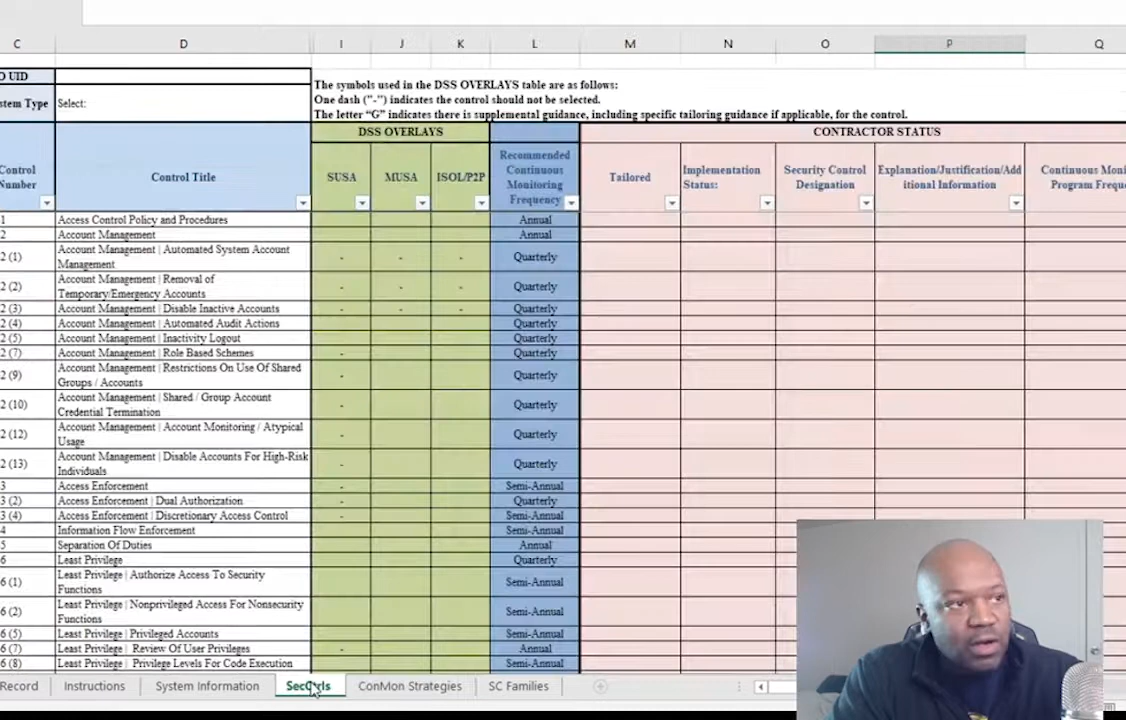 C D I J K L M N O P Q
O UID
stem Type Select:
The symbols used in the DSS OVERLAYS table are as follows:
One dash ("-") indicates the control should not be selected.
The letter “G” indicates there is supplemental guidance, including specific tailoring guidance if applicable, for the control.
DSS OVERLAYS CONTRACTOR STATUS
Control
Number
Control Title
SUSA MUSA ISOL/P2P
Recommended
Continuous
Monitoring
Frequency
Tailored
Implementation
Status:
Security Control
Designation
Explanation/Justification/Add
itional Information
Continuous Moni
Program Frequ
1 Access Control Policy and Procedures Annual
2 Account Management Annual
2 (1) Account Management | Automated System Account
Management - - - Quarterly
2 (2) Account Management | Removal of
Temporary/Emergency Accounts - - - Quarterly
2 (3) Account Management | Disable Inactive Accounts - - - Quarterly
2 (4) Account Management | Automated Audit Actions Quarterly
2 (5) Account Management | Inactivity Logout Quarterly
2 (7) Account Management | Role Based Schemes - Quarterly
2 (9) Account Management | Restrictions On Use Of Shared
Groups / Accounts - Quarterly
2 (10) Account Management | Shared / Group Account
Credential Termination - Quarterly
2 (12) Account Management | Account Monitoring / Atypical
Usage - Quarterly
2 (13) Account Management | Disable Accounts For High-Risk
Individuals - Quarterly
3 Access Enforcement - Semi-Annual
3 (2) Access Enforcement | Dual Authorization - Quarterly
3 (4) Access Enforcement | Discretionary Access Control - Semi-Annual
4 Information Flow Enforcement Semi-Annual
5 Separation Of Duties Annual
6 Least Privilege Quarterly
6 (1) Least Privilege | Authorize Access To Security
Functions Semi-Annual
6 (2) Least Privilege | Nonprivileged Access For Nonsecurity
Functions Semi-Annual
6 (5) Least Privilege | Privileged Accounts Semi-Annual
6 (7) Least Privilege | Review Of User Privileges - Annual
6 (8) Least Privilege | Privilege Levels For Code Execution Semi-Annual
Record Instructions System Information ConMon Strategies SC Families